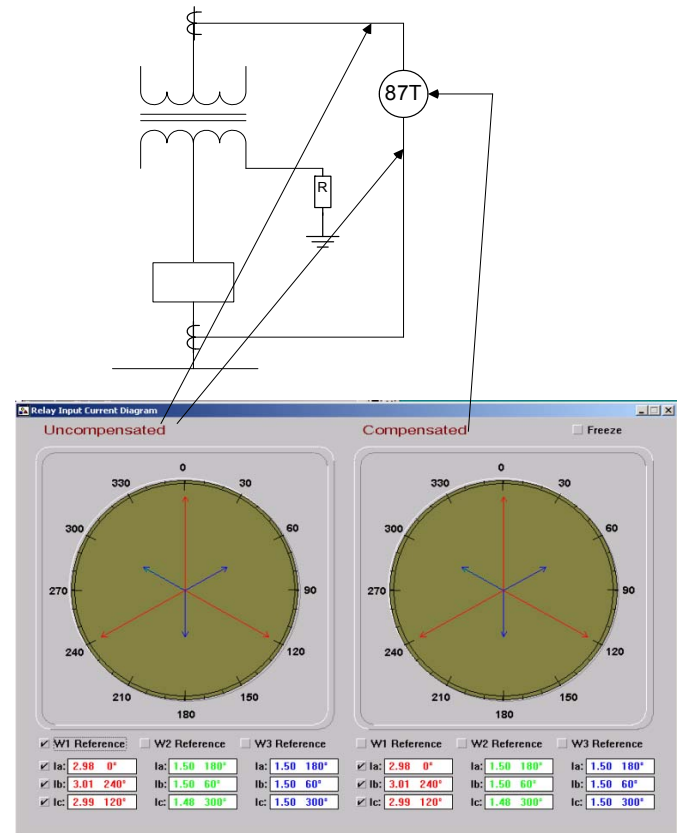 87T
R
Relay Input Current Diagram
Uncompensated Compensated Freeze
0 0
330 30 330 30
300 60 300 60
270 90 270 90
240 120 240 120
210 150 210 150
180 180
W1 Reference W2 Reference W3 Reference W1 Reference W2 Reference W3 Reference
Ia: 2.98 0° Ia: 1.50 180° Ia: 1.50 180° Ia: 2.98 0° Ia: 1.50 180° Ia: 1.50 180°
Ib: 3.01 240° Ib: 1.50 60° Ib: 1.50 60° Ib: 3.01 240° Ib: 1.50 60° Ib: 1.50 60°
Ic: 2.99 120° Ic: 1.48 300° Ic: 1.50 300° Ic: 2.99 120° Ic: 1.48 300° Ic: 1.50 300°